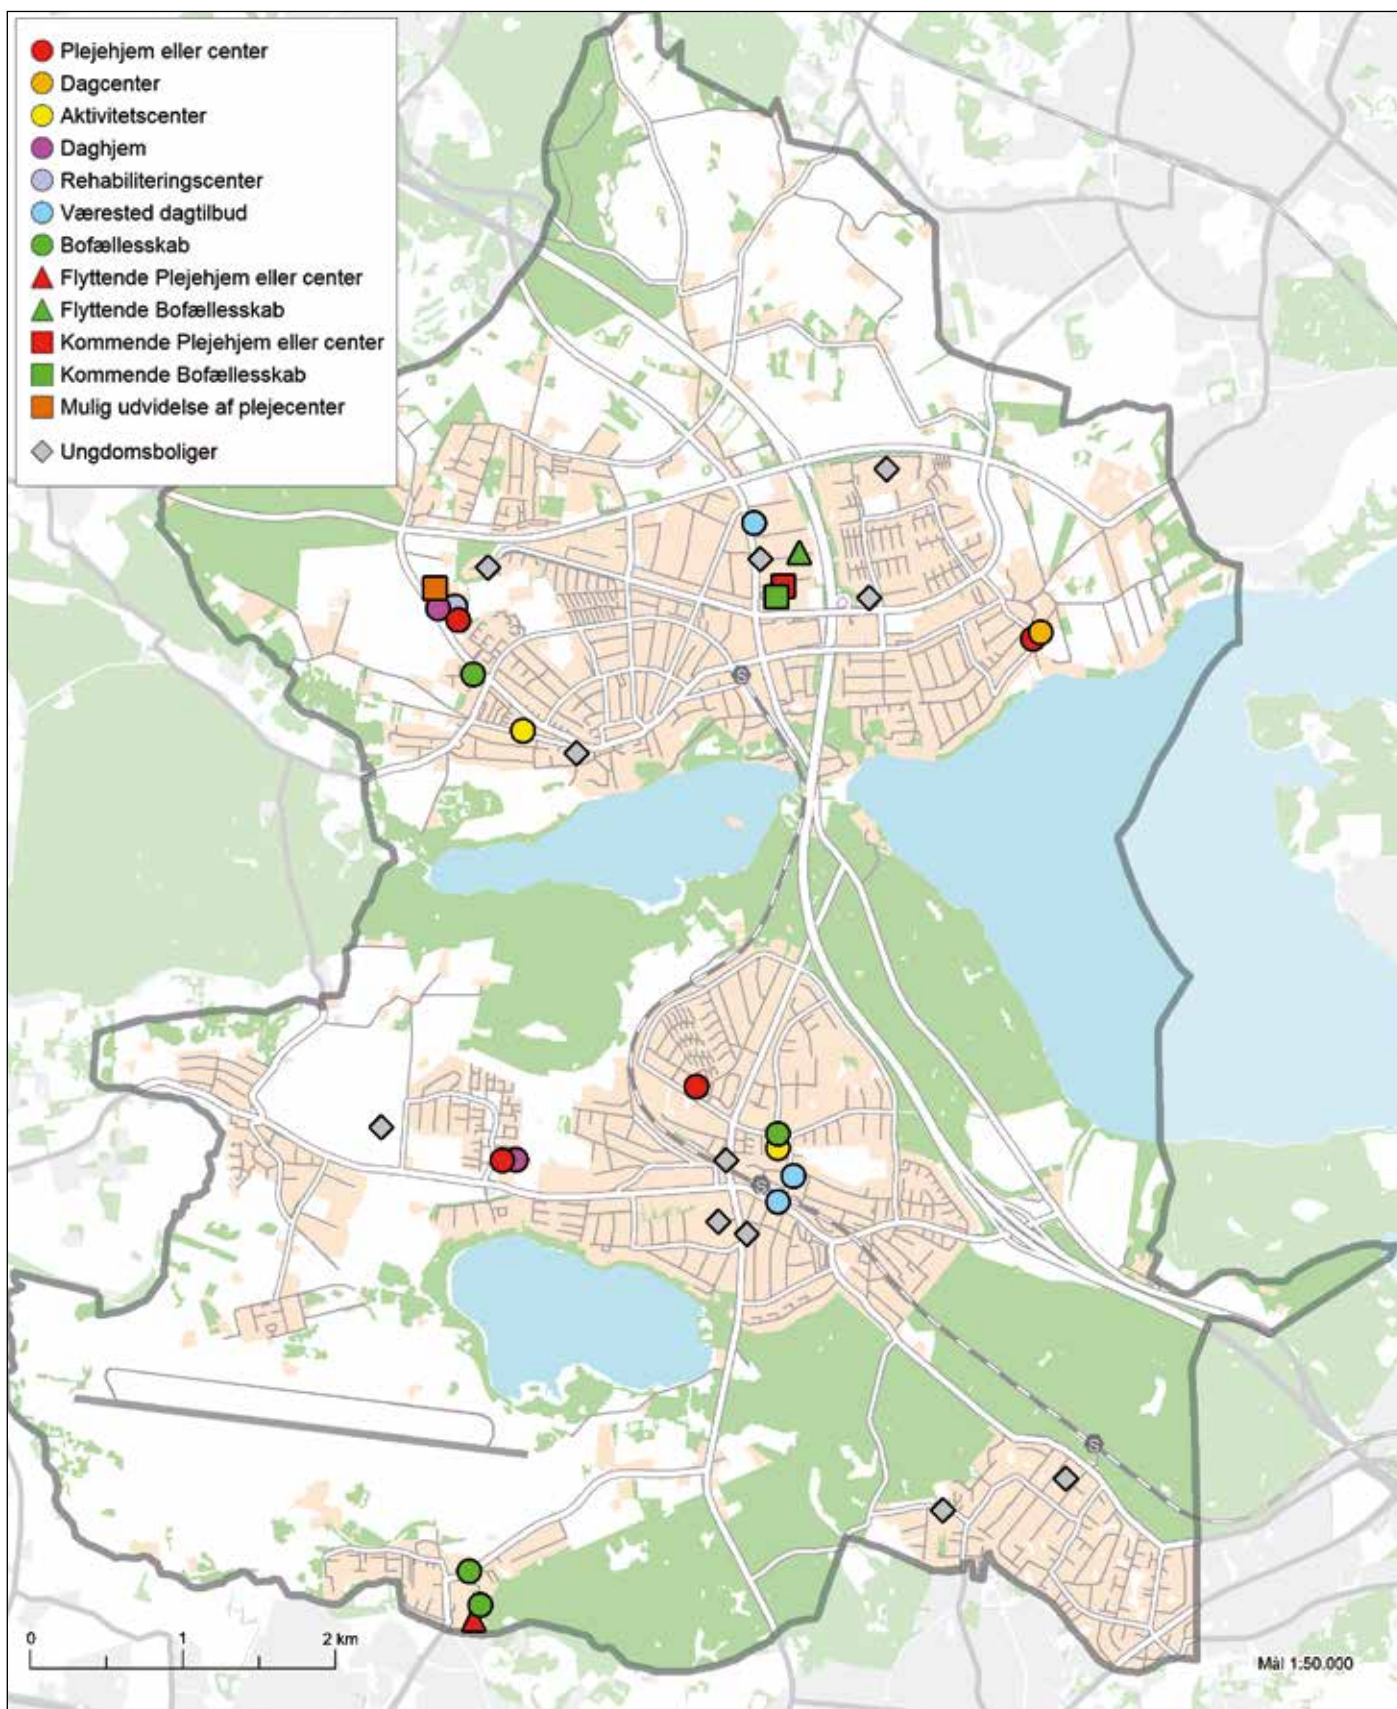 Plejehjem eller center
Dagcenter
Aktivitetscenter
Daghjem
Rehabiliteringscenter
Værested dagtilbud
Bofællesskab
Flyttende Plejehjem eller center
Flyttende Bofællesskab
Kommende Plejehjem eller center
Kommende Bofællesskab
Mulig udvidelse af plejecenter
Ungdomsboliger
S
S
S
0 1 2 km
Mål 1:50.000